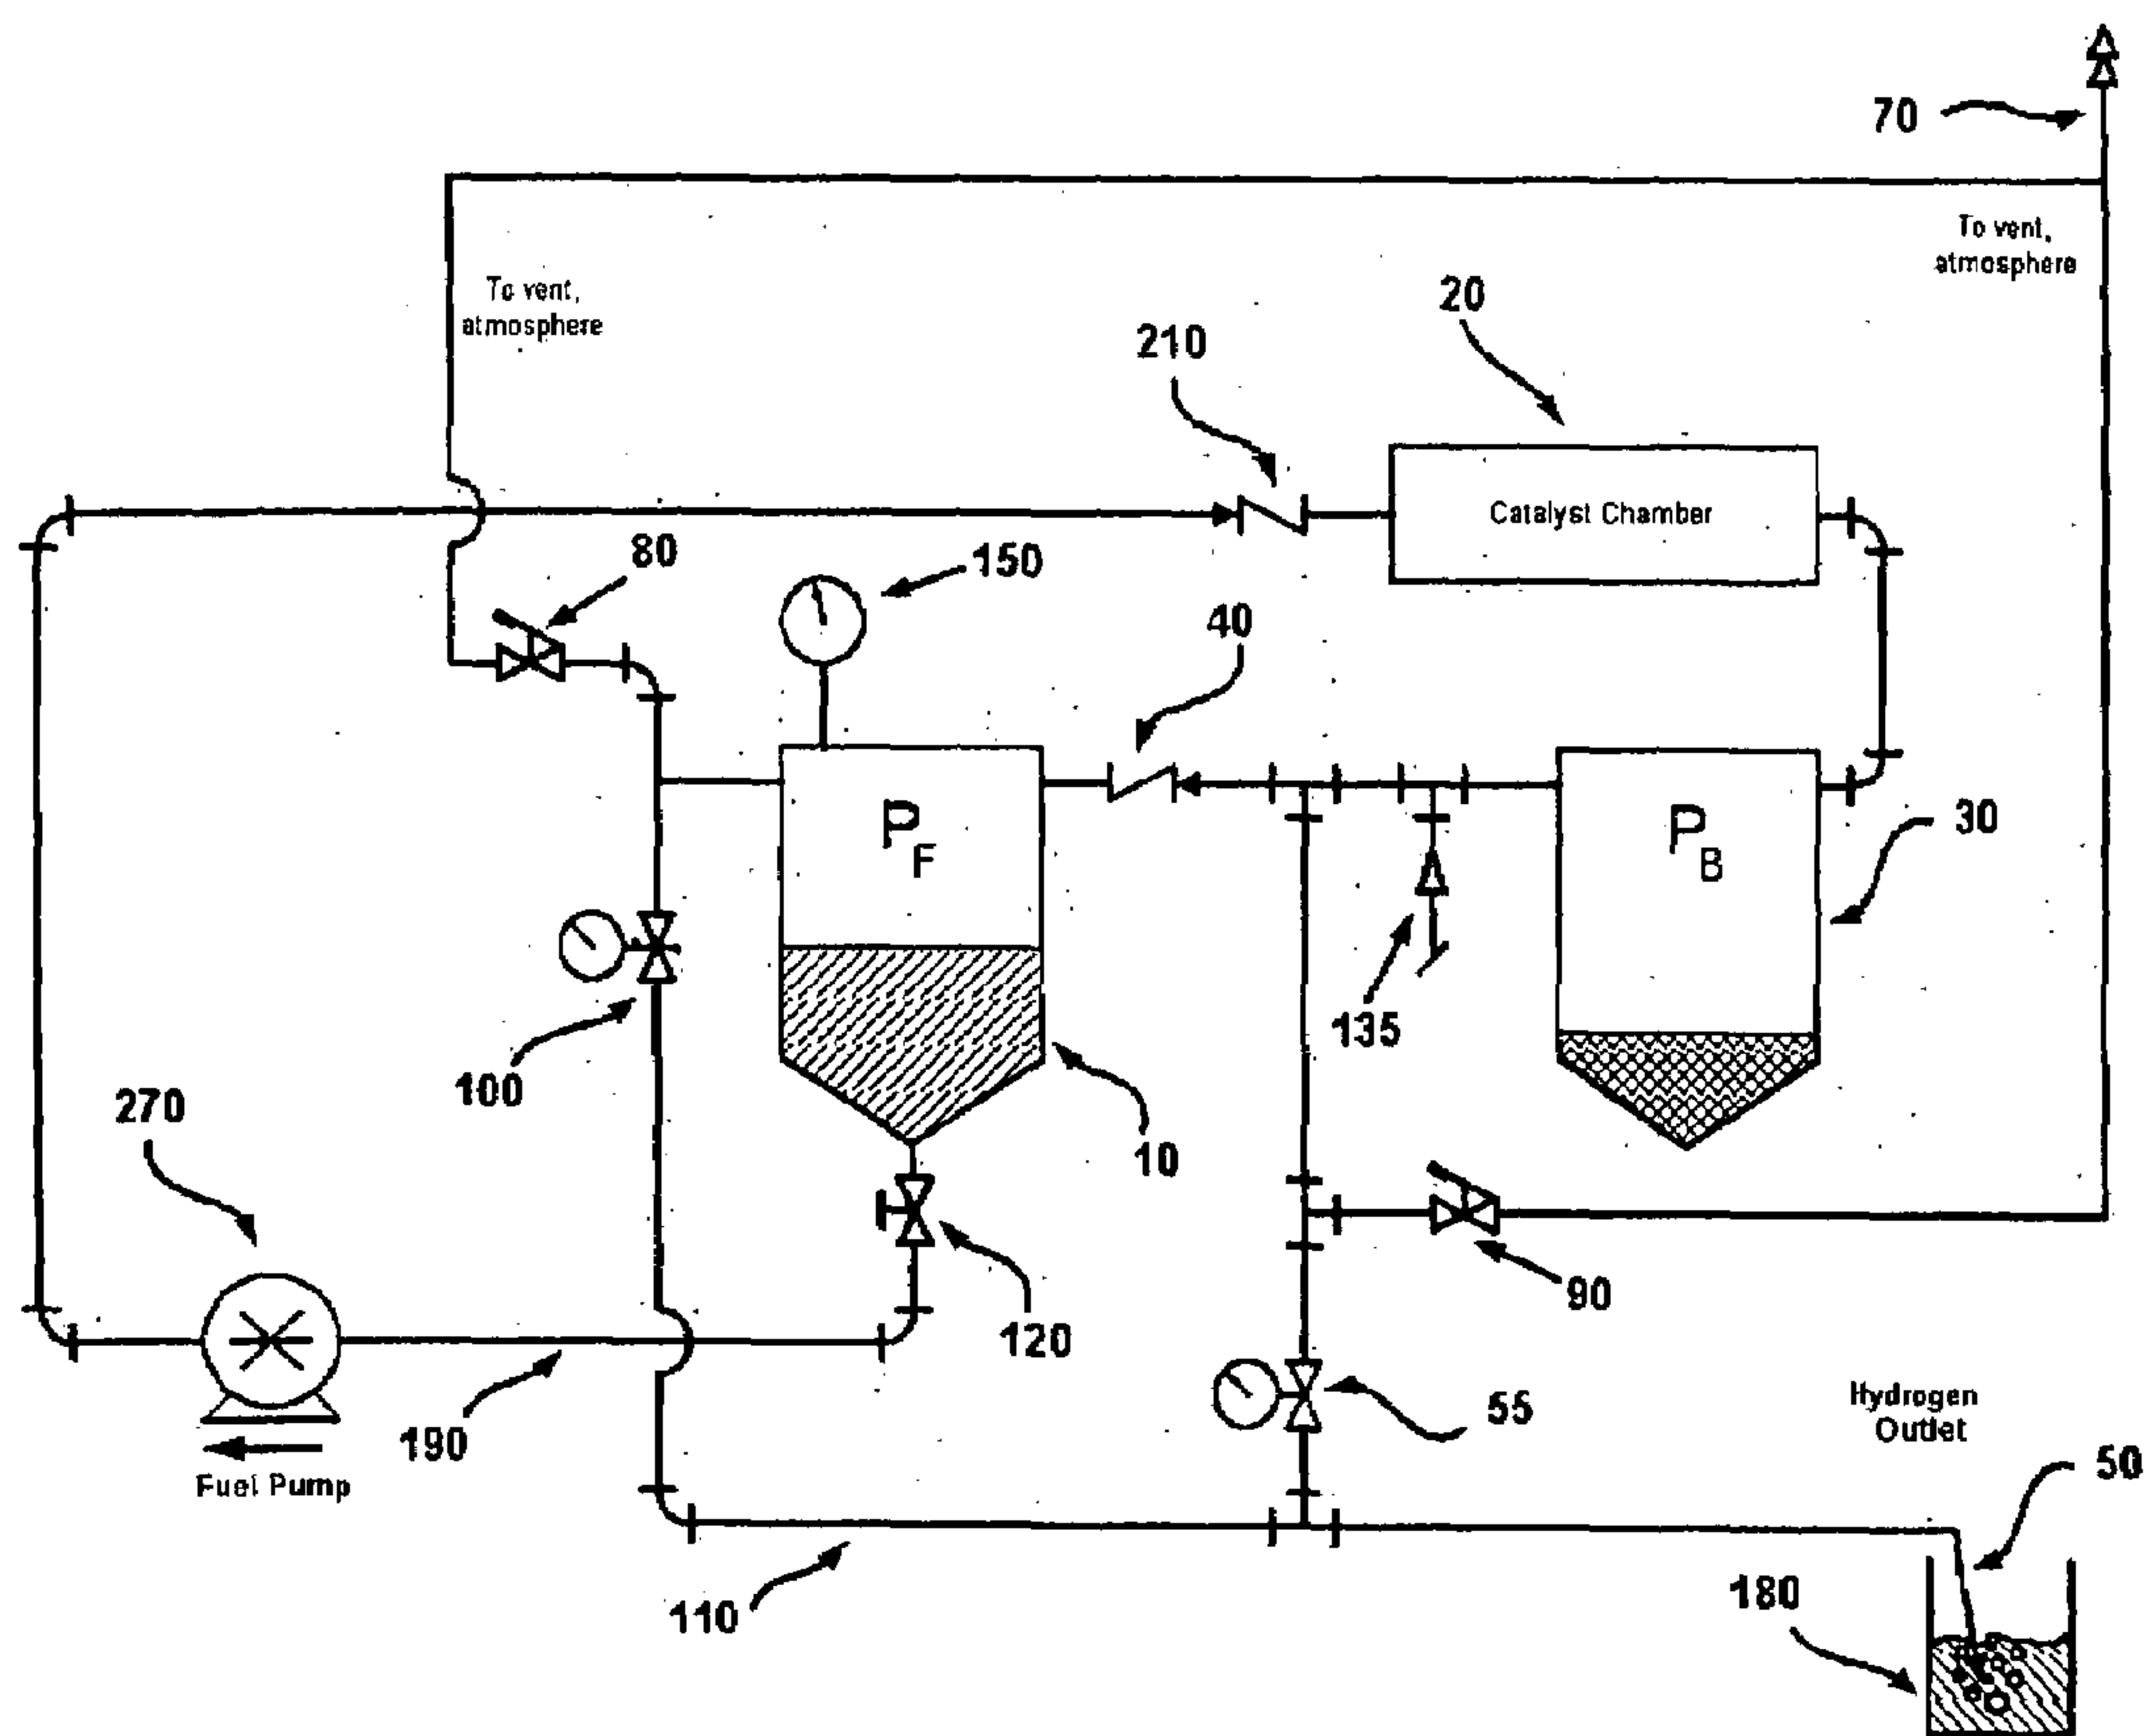 70
To vent,
atmosphere
To vent,
atmosphere
20
210
Catalyst Chamber
80
150
40
P
F
P
B
30
135
100
10
270
120
90
55
190
Hydrogen
Outlet
50
Fuel Pump
180
110